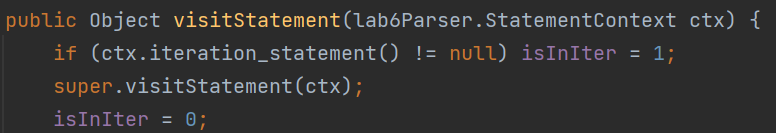 public Object visitStatement(lab6Parser.StatementContext ctx) {
    if (ctx.iteration_statement() != null) isInIter = 1;
    super.visitStatement(ctx);
    isInIter = 0;